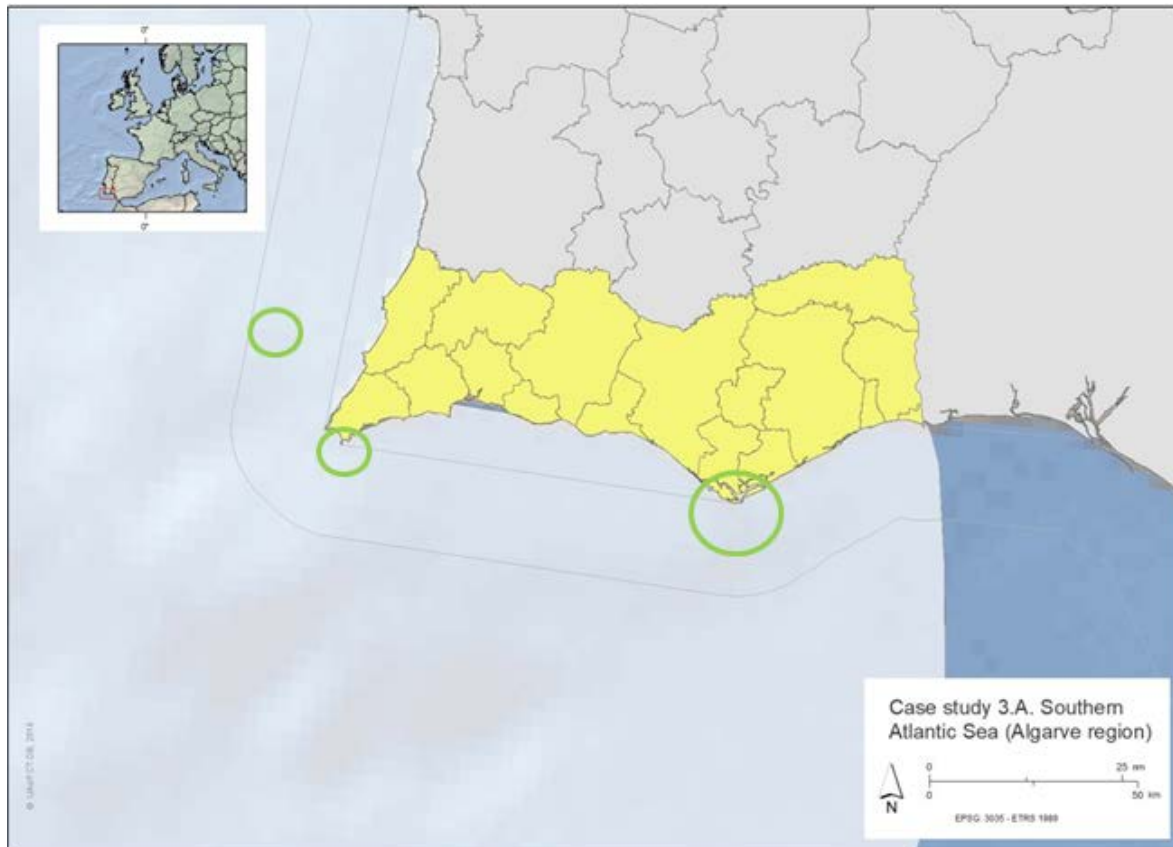 0°
0°
Case study 3.A. Southern
Atlantic Sea (Algarve region)
0 25 nm
0 50 km
N
EPSG: 3035 - ETRS 1989